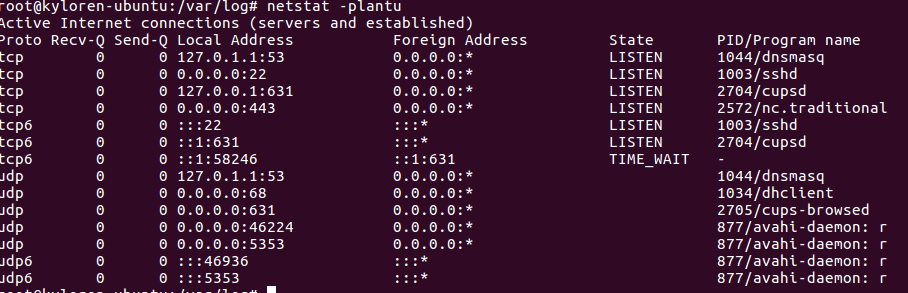 root@kyloren-ubuntu:/var/log# netstat -plantu
Active Internet connections (servers and established)
Proto Recv-Q Send-Q Local Address           Foreign Address         State       PID/Program name
tcp        0      0 127.0.1.1:53            0.0.0.0:*               LISTEN      1044/dnsmasq
tcp        0      0 0.0.0.0:22              0.0.0.0:*               LISTEN      1003/sshd
tcp        0      0 127.0.0.1:631           0.0.0.0:*               LISTEN      2704/cupsd
tcp        0      0 0.0.0.0:443             0.0.0.0:*               LISTEN      2572/nc.traditional
tcp6       0      0 :::22                   :::*                    LISTEN      1003/sshd
tcp6       0      0 ::1:631                 :::*                    LISTEN      2704/cupsd
tcp6       0      0 ::1:58246               ::1:631                 TIME_WAIT   -
udp        0      0 127.0.1.1:53            0.0.0.0:*                           1044/dnsmasq
udp        0      0 0.0.0.0:68              0.0.0.0:*                           1034/dhclient
udp        0      0 0.0.0.0:631             0.0.0.0:*                           2705/cups-browsed
udp        0      0 0.0.0.0:46224           0.0.0.0:*                           877/avahi-daemon: r
udp        0      0 0.0.0.0:5353            0.0.0.0:*                           877/avahi-daemon: r
udp6       0      0 :::46936                :::*                                877/avahi-daemon: r
udp6       0      0 :::5353                 :::*                                877/avahi-daemon: r
root@kyloren-ubuntu:/var/log#